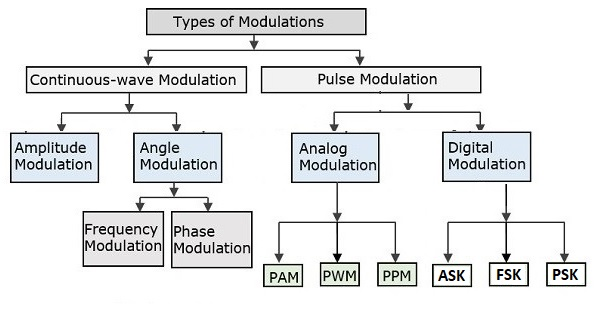 Types of Modulations
Continuous-wave Modulation
Pulse Modulation
Amplitude
Modulation
Angle
Modulation
Analog
Modulation
Digital
Modulation
Frequency
Modulation
Phase
Modulation
PAM
PWM
PPM
ASK
FSK
PSK